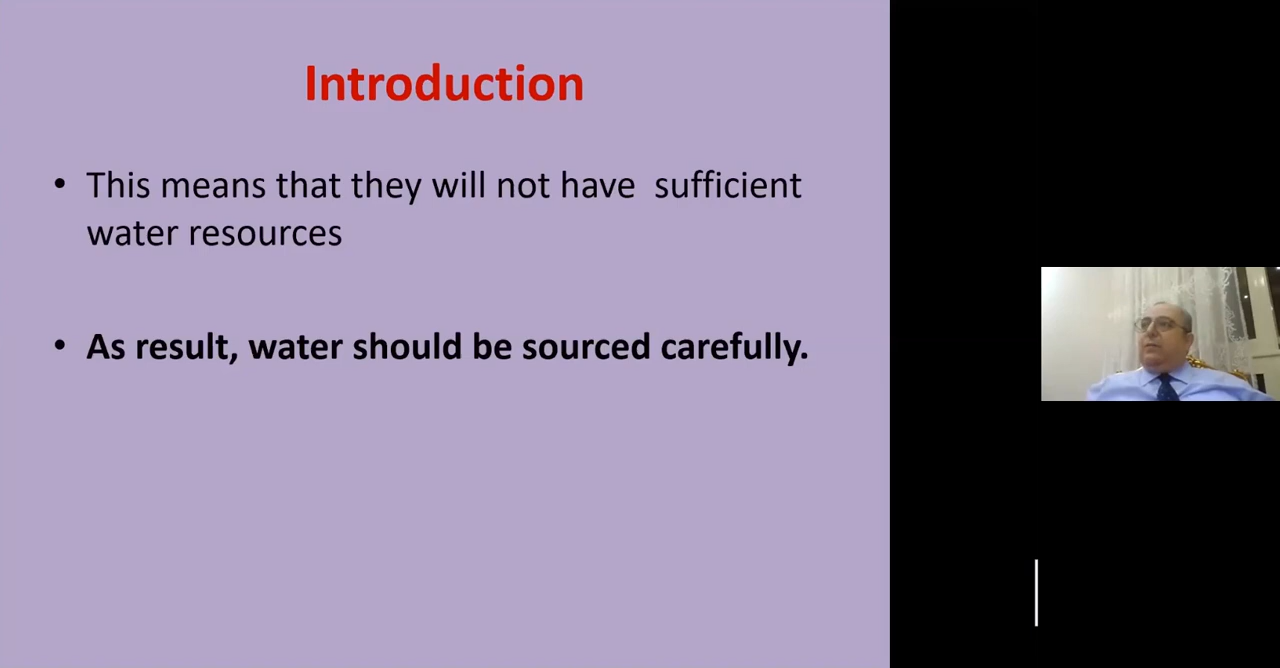 Introduction
• This means that they will not have  sufficient
water resources
• As result, water should be sourced carefully.